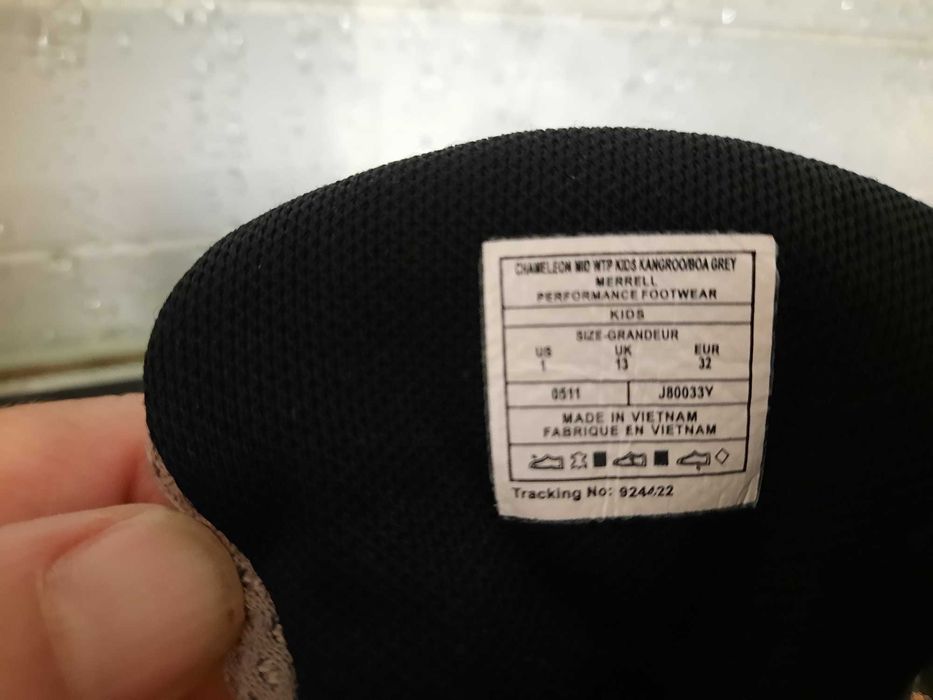 CHAMELEON MID WTP KIDS KANGROO/BOA GREY
MERRELL
PERFORMANCE FOOTWEAR
KIDS
SIZE-GRANDEUR
US UK EUR
1 13 32
0511 J80033Y
MADE IN VIETNAM
FABRIQUE EN VIETNAM
Tracking No: 924422